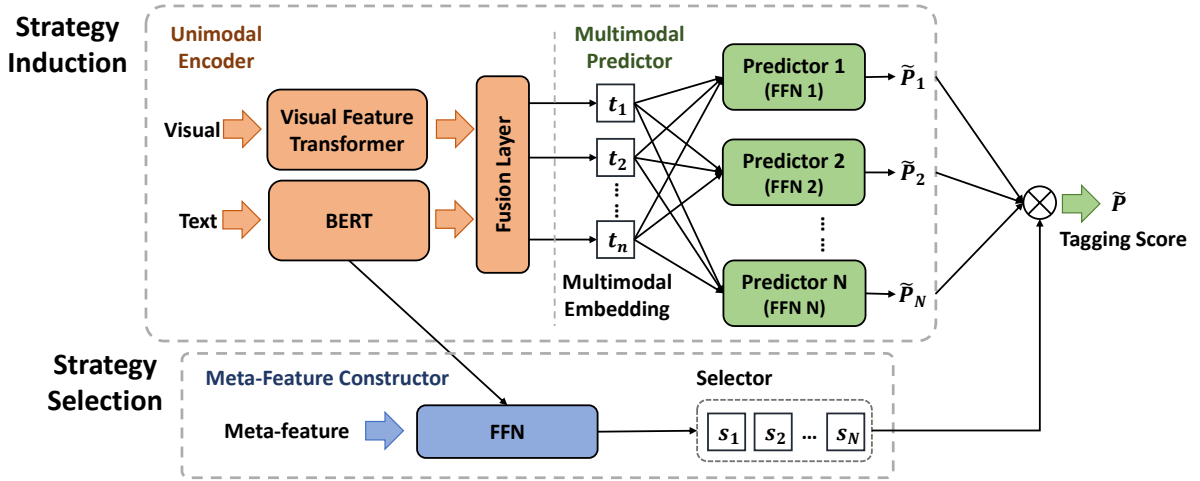 Strategy
Induction
Unimodal
Encoder
Visual
Visual Feature
Transformer
Text
BERT
Fusion Layer
Multimodal
Predictor
t₁
t₂
......
tₙ
Multimodal
Embedding
Predictor 1
(FFN 1)
Predictor 2
(FFN 2)
......
Predictor N
(FFN N)
P̃₁
P̃₂
P̃_N
⊗
P̃
Tagging Score
Strategy
Selection
Meta-Feature Constructor
Meta-feature
FFN
Selector
s₁ s₂ ... s_N